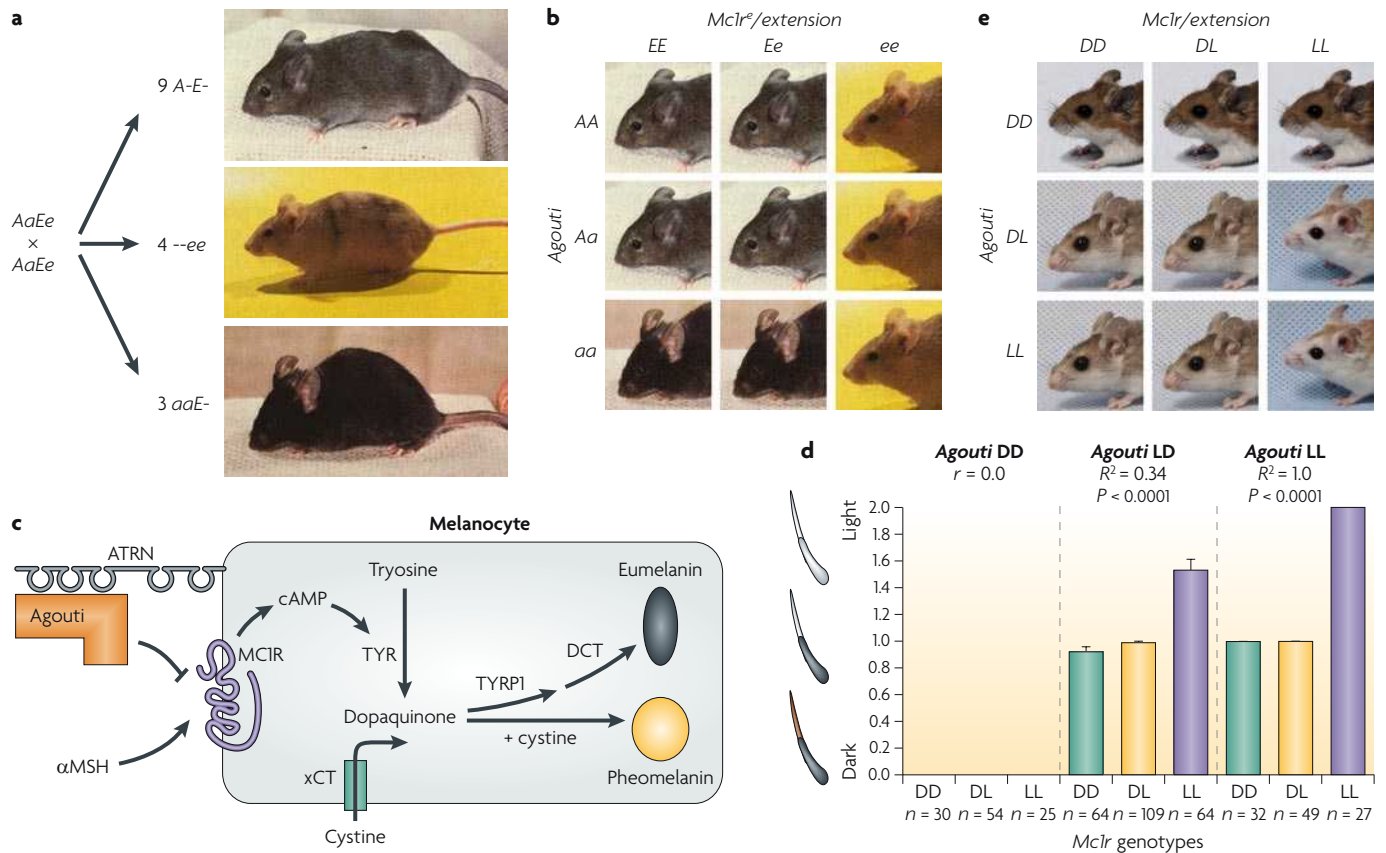 a
9 A-E-
AaEe
×
AaEe
4 --ee
3 aaE-
b
Mc1rᵉ/extension
EE Ee ee
Agouti
AA
Aa
aa
e
Mc1r/extension
DD DL LL
Agouti
DD
DL
LL
c
Melanocyte
ATRN
Agouti
MC1R
αMSH
cAMP
Tryosine
TYR
Dopaquinone
TYRP1
DCT
+ cystine
Eumelanin
Pheomelanin
xCT
Cystine
d
Agouti DD
r = 0.0
Agouti LD
R² = 0.34
P < 0.0001
Agouti LL
R² = 1.0
P < 0.0001
Light
Dark
2.0
1.6
1.4
1.2
1.0
0.8
0.6
0.4
0.2
0.0
DD DL LL DD DL LL DD DL LL
n = 30 n = 54 n = 25 n = 64 n = 109 n = 64 n = 32 n = 49 n = 27
Mc1r genotypes